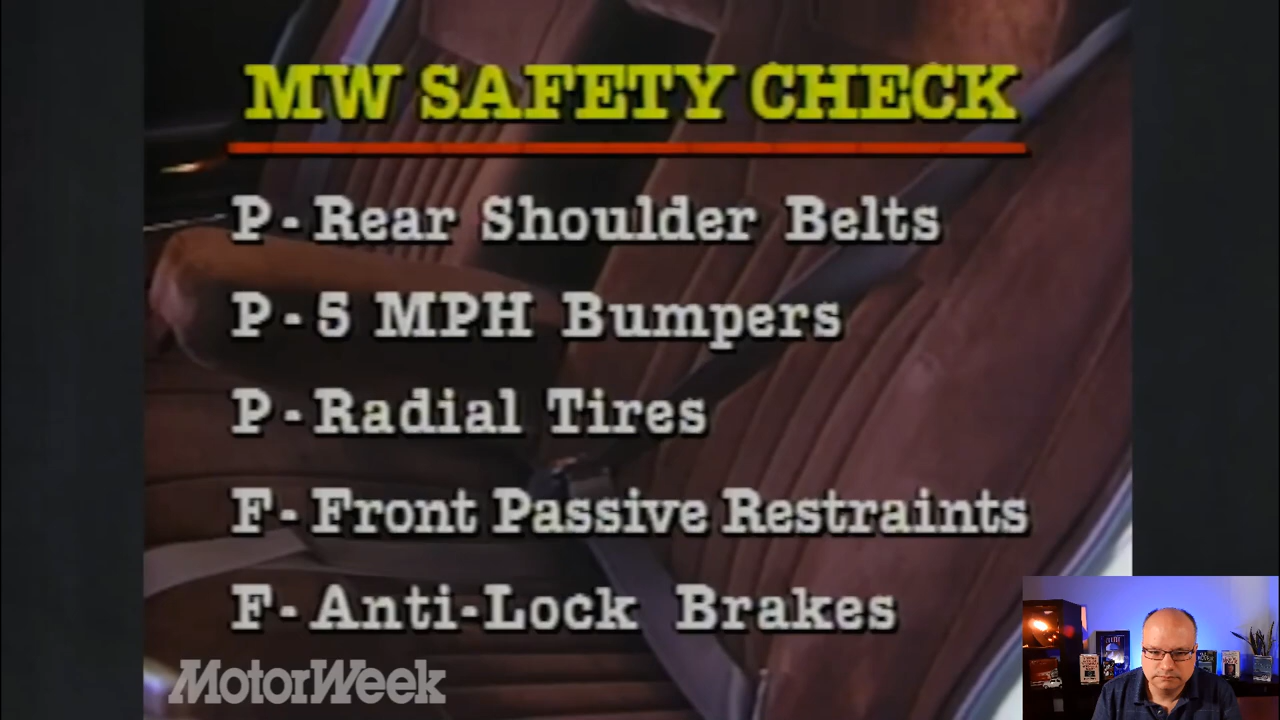 MW SAFETY CHECK
P - Rear Shoulder Belts
P - 5 MPH Bumpers
P - Radial Tires
F - Front Passive Restraints
F - Anti-Lock Brakes
MotorWeek